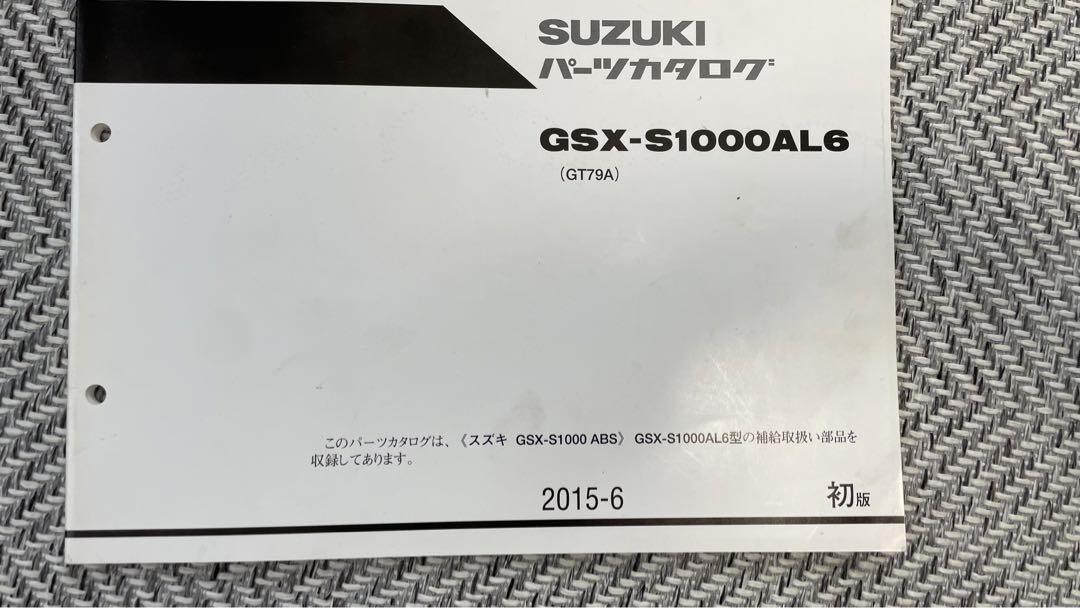 SUZUKI
パーツカタログ
GSX-S1000AL6
(GT79A)
このパーツカタログは、《スズキ GSX-S1000 ABS》 GSX-S1000AL6型の補給取扱い部品を
収録してあります。
2015-6 初版